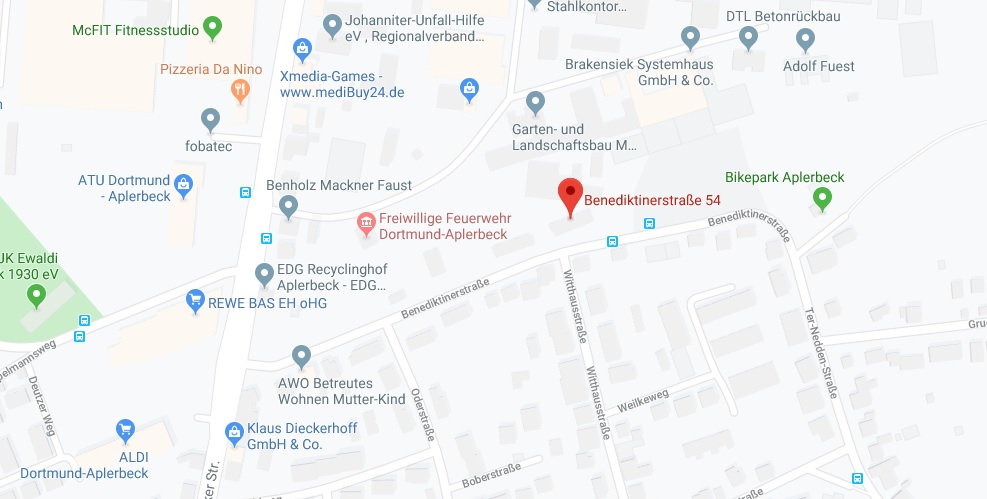 Stahlkontor...
DTL Betonrückbau
Johanniter-Unfall-Hilfe
eV , Regionalverband...
McFIT Fitnessstudio
Adolf Fuest
Brakensiek Systemhaus
GmbH & Co.
Pizzeria Da Nino
Xmedia-Games -
www.mediBuy24.de
Garten- und
Landschaftsbau M...
fobatec
Bikepark Aplerbeck
ATU Dortmund
- Aplerbeck
Benholz Mackner Faust
Benediktinerstraße 54
Freiwillige Feuerwehr
Dortmund-Aplerbeck
Benediktinerstraße
JK Ewaldi
k 1930 eV
EDG Recyclinghof
Aplerbeck - EDG...
REWE BAS EH oHG
Benediktinerstraße
Witthausstraße
Ter-Nedden-Straße
Gru
elmannsweg
Deutzer Weg
AWO Betreutes
Wohnen Mutter-Kind
Oderstraße
Witthausstraße
Weilkeweg
Klaus Dieckerhoff
GmbH & Co.
ALDI
Dortmund-Aplerbeck
ker Str.
Boberstraße